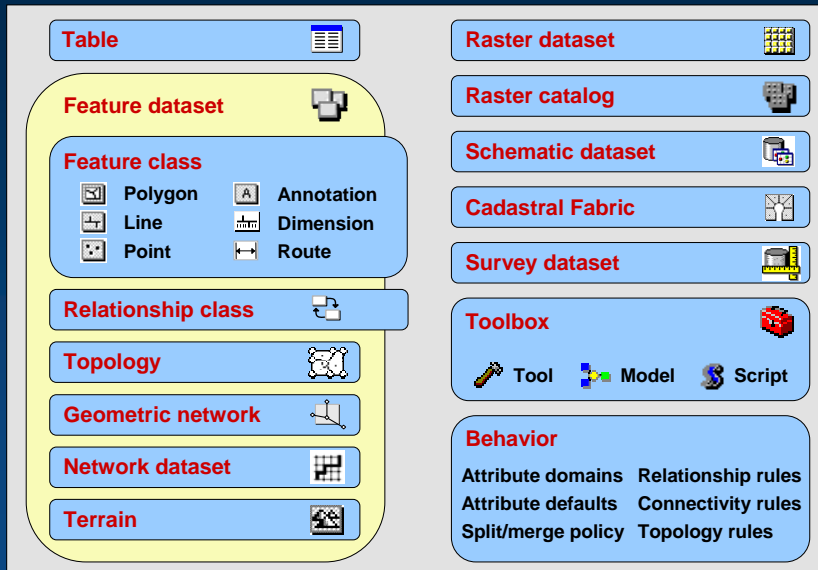 Table
Feature dataset
Feature class
Polygon
Annotation
Line
Dimension
Point
Route
Relationship class
Topology
Geometric network
Network dataset
Terrain
Raster dataset
Raster catalog
Schematic dataset
Cadastral Fabric
Survey dataset
Toolbox
Tool
Model
Script
Behavior
Attribute domains
Relationship rules
Attribute defaults
Connectivity rules
Split/merge policy
Topology rules